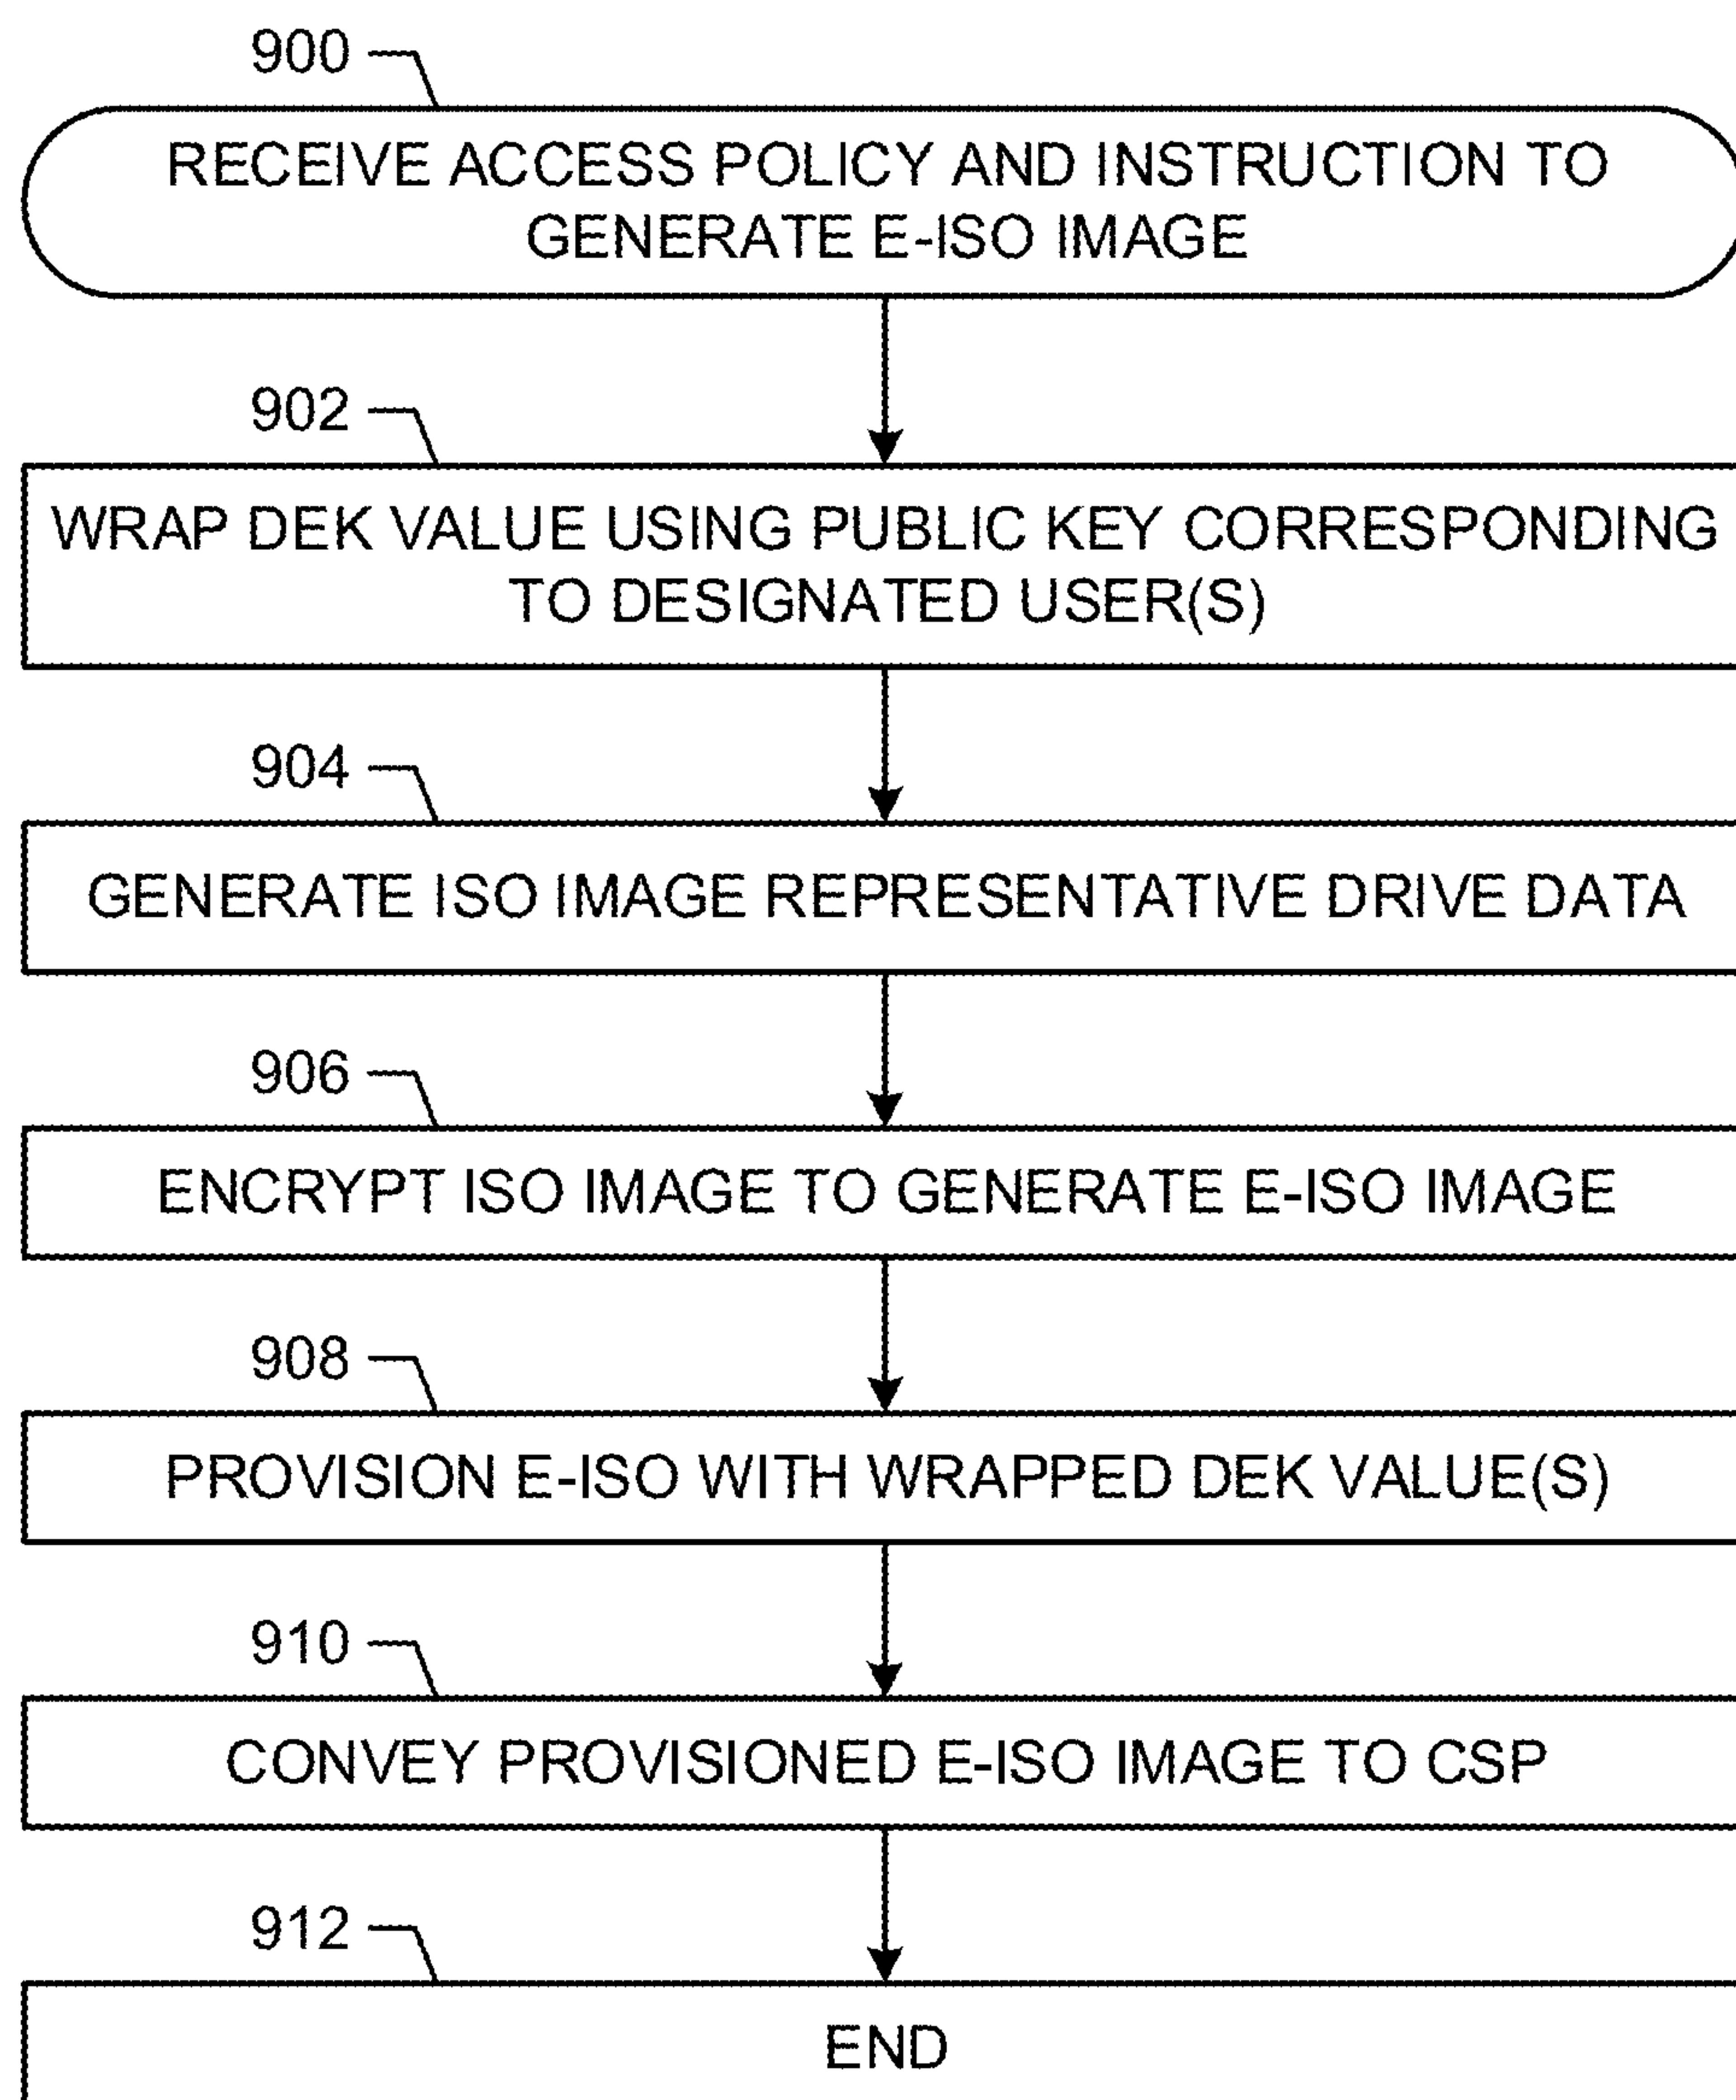 900
RECEIVE ACCESS POLICY AND INSTRUCTION TO
GENERATE E-ISO IMAGE
902
WRAP DEK VALUE USING PUBLIC KEY CORRESPONDING
TO DESIGNATED USER(S)
904
GENERATE ISO IMAGE REPRESENTATIVE DRIVE DATA
906
ENCRYPT ISO IMAGE TO GENERATE E-ISO IMAGE
908
PROVISION E-ISO WITH WRAPPED DEK VALUE(S)
910
CONVEY PROVISIONED E-ISO IMAGE TO CSP
912
END